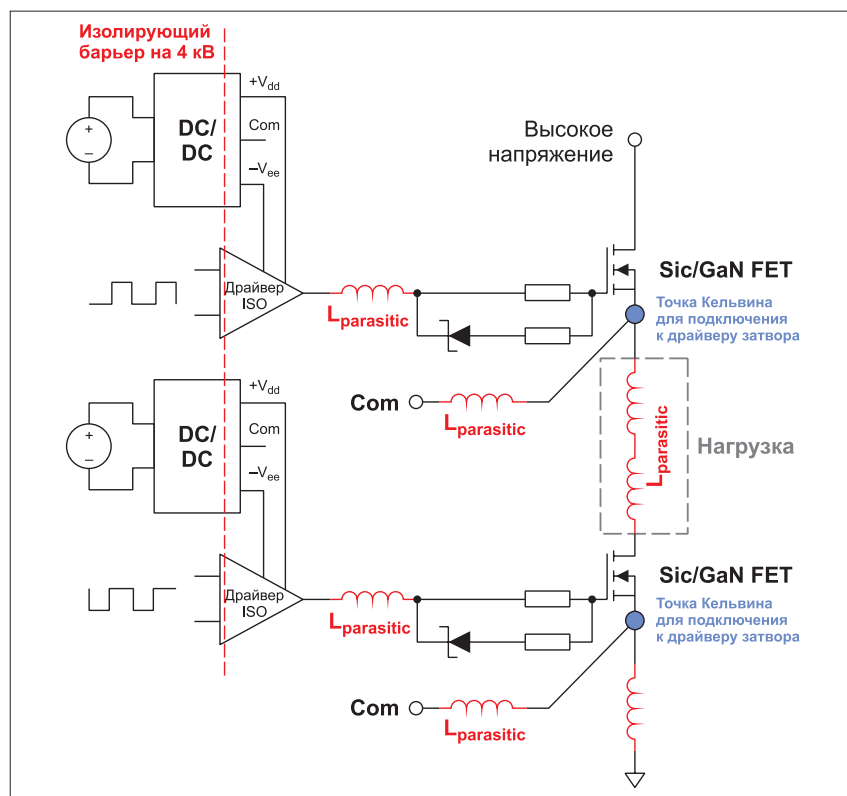 Изолирующий
барьер на 4 кВ
+Vdd
DC/
DC
Com
–Vee
+
–
Высокое
напряжение
Драйвер
ISO
Lparasitic
Sic/GaN FET
Точка Кельвина
для подключения
к драйверу затвора
Com
Lparasitic
Lparasitic
Нагрузка
+Vdd
DC/
DC
Com
–Vee
+
–
Драйвер
ISO
Lparasitic
Sic/GaN FET
Точка Кельвина
для подключения
к драйверу затвора
Com
Lparasitic